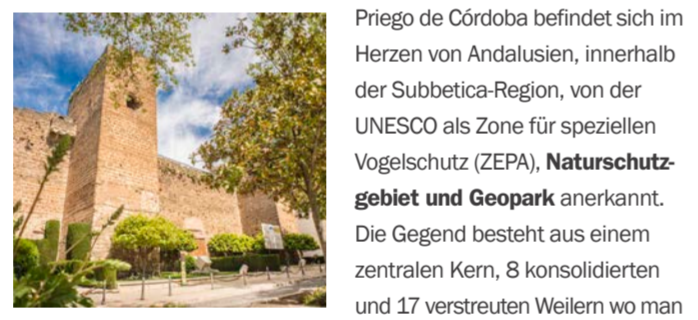 Priego de Córdoba befindet sich im
Herzen von Andalusien, innerhalb
der Subbetica-Region, von der
UNESCO als Zone für speziellen
Vogelschutz (ZEPA), Naturschutz-
gebiet und Geopark anerkannt.
Die Gegend besteht aus einem
zentralen Kern, 8 konsolidierten
und 17 verstreuten Weilern wo man